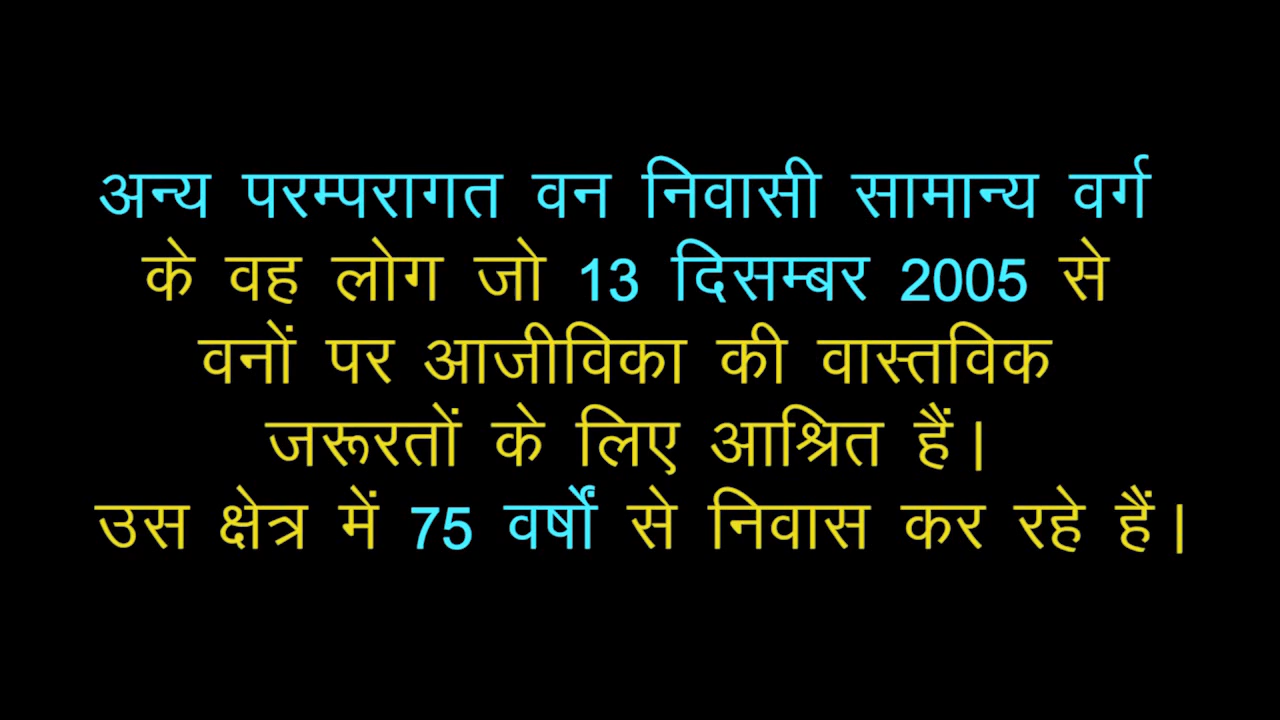 अन्य परम्परागत वन निवासी सामान्य वर्ग
के वह लोग जो 13 दिसम्बर 2005 से
वनों पर आजीविका की वास्तविक
जरूरतों के लिए आश्रित हैं।
उस क्षेत्र में 75 वर्षों से निवास कर रहे हैं।